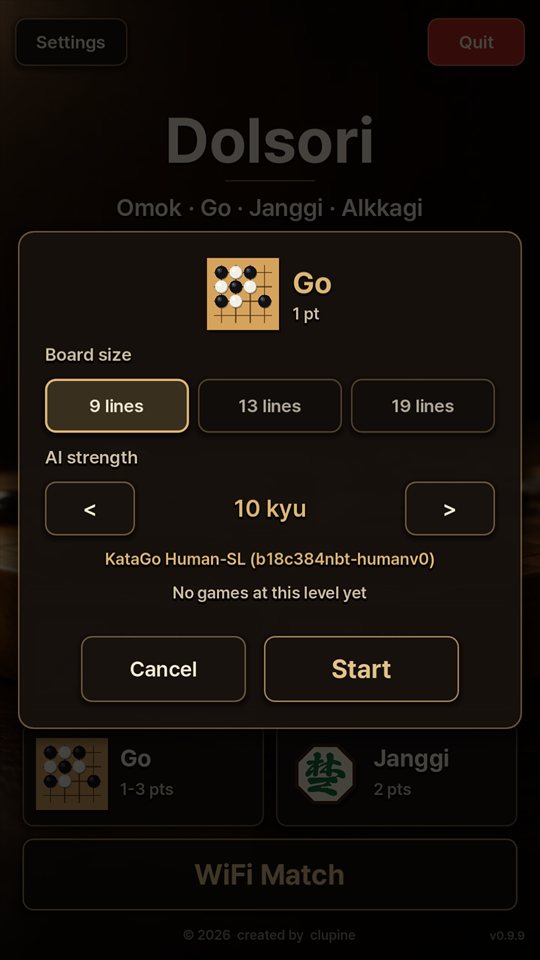 Settings
Quit
Dolsori
Omok · Go · Janggi · Alkkagi
Go
1 pt
Board size
9 lines
13 lines
19 lines
AI strength
<
10 kyu
>
KataGo Human-SL (b18c384nbt-humanv0)
No games at this level yet
Cancel
Start
Go
1-3 pts
楚
Janggi
2 pts
WiFi Match
© 2026 created by clupine
v0.9.9